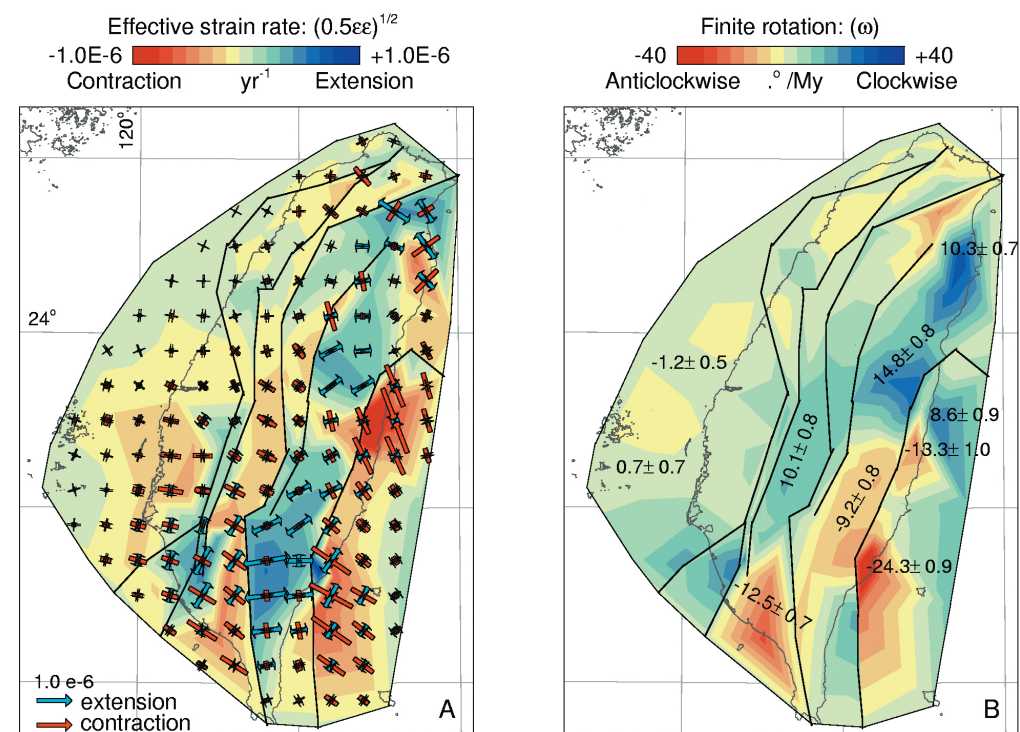 Effective strain rate: (0.5εε)^1/2
-1.0E-6 +1.0E-6
Contraction yr^-1 Extension
120°
24°
1.0 e-6
extension
contraction
A
Finite rotation: (ω)
-40 +40
Anticlockwise .° /My Clockwise
10.3± 0.7
-1.2± 0.5
14.8± 0.8
8.6± 0.9
10.1± 0.8
-13.3± 1.0
0.7± 0.7
-9.2± 0.8
-24.3± 0.9
-12.5± 0.7
B